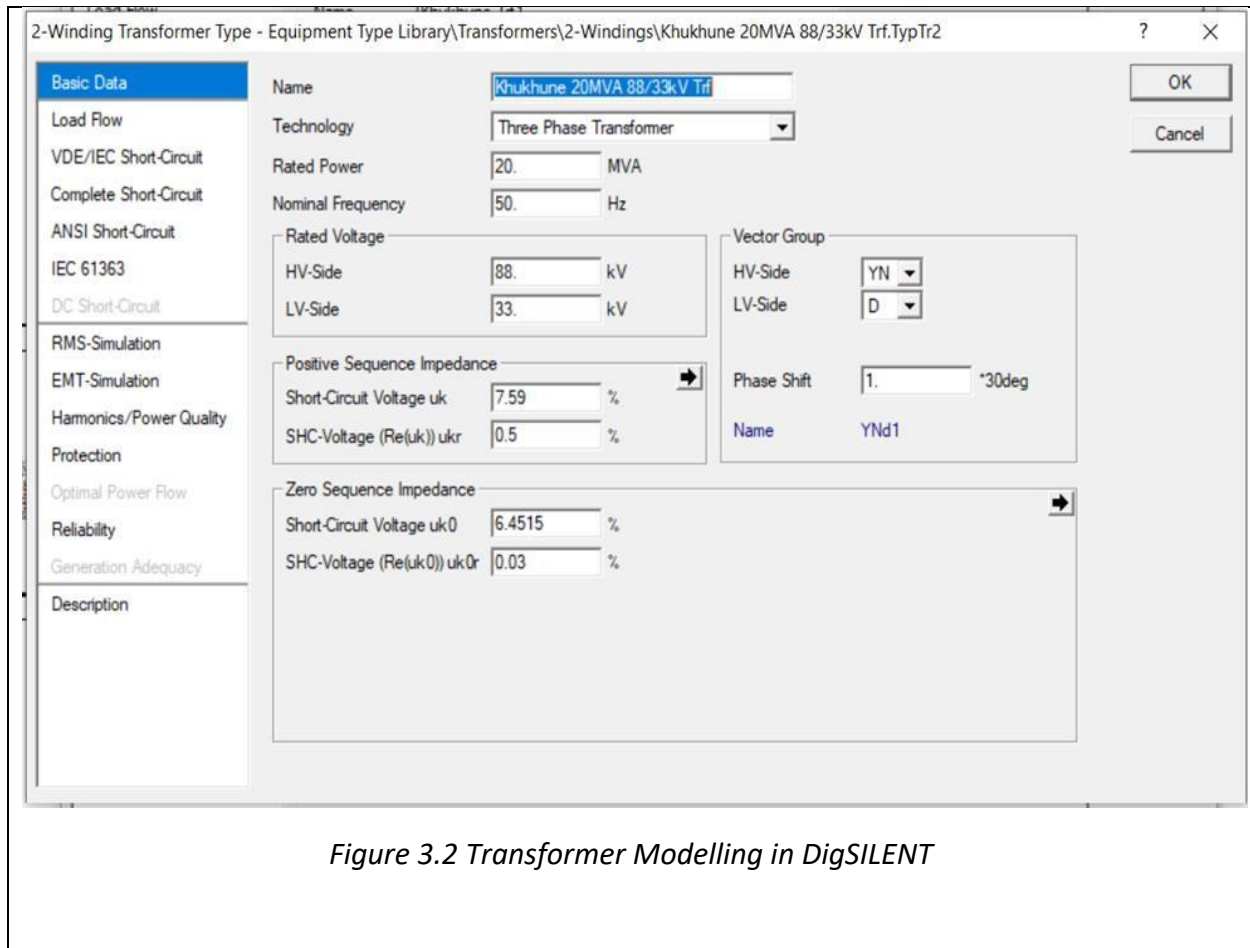 2-Winding Transformer Type - Equipment Type Library\Transformers\2-Windings\Khukhune 20MVA 88/33kV Trf.TypTr2 ?
Basic Data
Load Flow
VDE/IEC Short-Circuit
Complete Short-Circuit
ANSI Short-Circuit
IEC 61363
DC Short-Circuit
RMS-Simulation
EMT-Simulation
Harmonics/Power Quality
Protection
Optimal Power Flow
Reliability
Generation Adequacy
Description
Name Khukhune 20MVA 88/33kV Trf
Technology Three Phase Transformer
Rated Power 20. MVA
Nominal Frequency 50. Hz
Rated Voltage
HV-Side 88. kV
LV-Side 33. kV
Vector Group
HV-Side YN
LV-Side D
Phase Shift 1. *30deg
Name YNd1
Positive Sequence Impedance
Short-Circuit Voltage uk 7.59 %
SHC-Voltage (Re(uk)) ukr 0.5 %
Zero Sequence Impedance
Short-Circuit Voltage uk0 6.4515 %
SHC-Voltage (Re(uk0)) uk0r 0.03 %
OK
Cancel
Figure 3.2 Transformer Modelling in DigSILENT